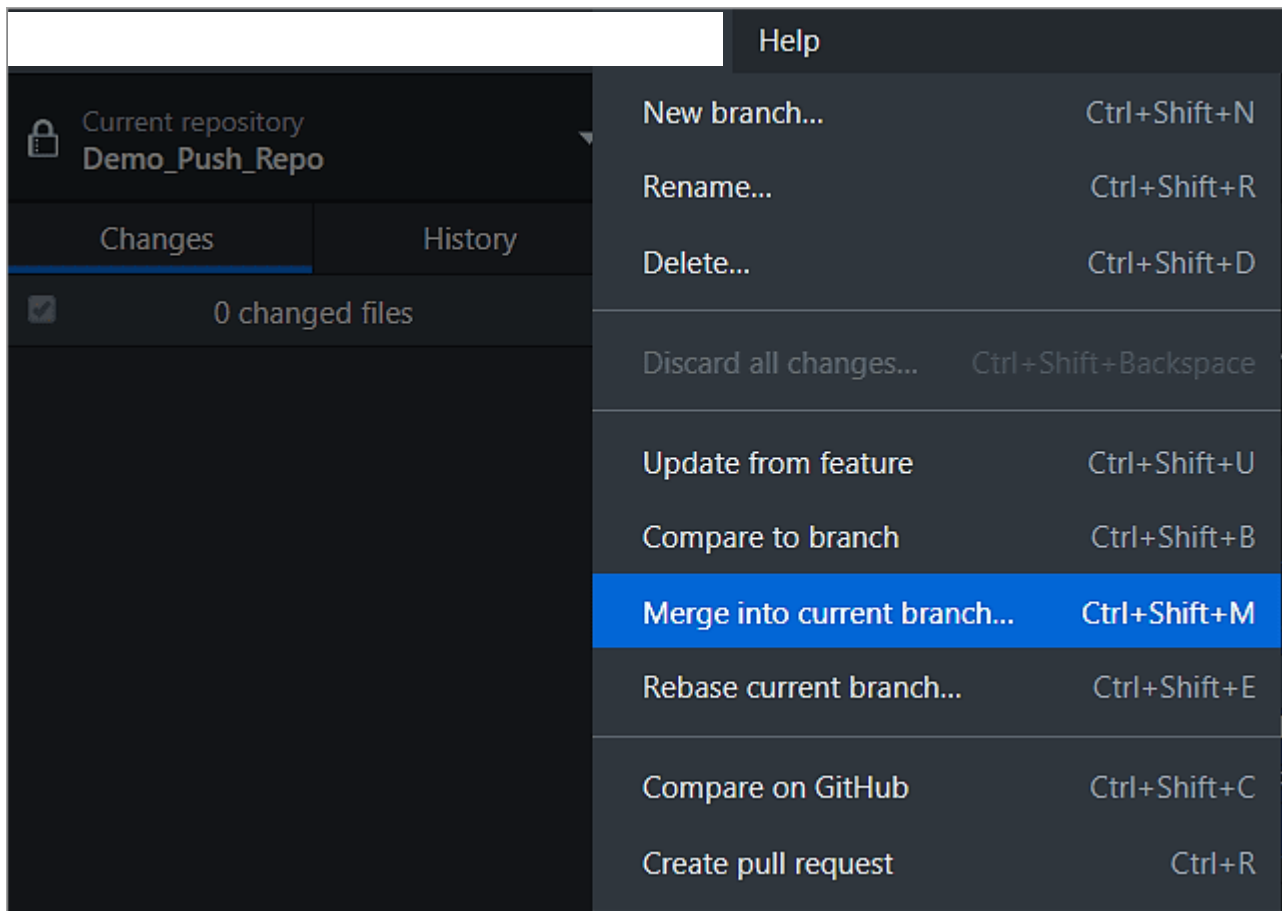 Help
Current repository
Demo_Push_Repo
Changes History
0 changed files
New branch... Ctrl+Shift+N
Rename... Ctrl+Shift+R
Delete... Ctrl+Shift+D
Discard all changes... Ctrl+Shift+Backspace
Update from feature Ctrl+Shift+U
Compare to branch Ctrl+Shift+B
Merge into current branch... Ctrl+Shift+M
Rebase current branch... Ctrl+Shift+E
Compare on GitHub Ctrl+Shift+C
Create pull request Ctrl+R